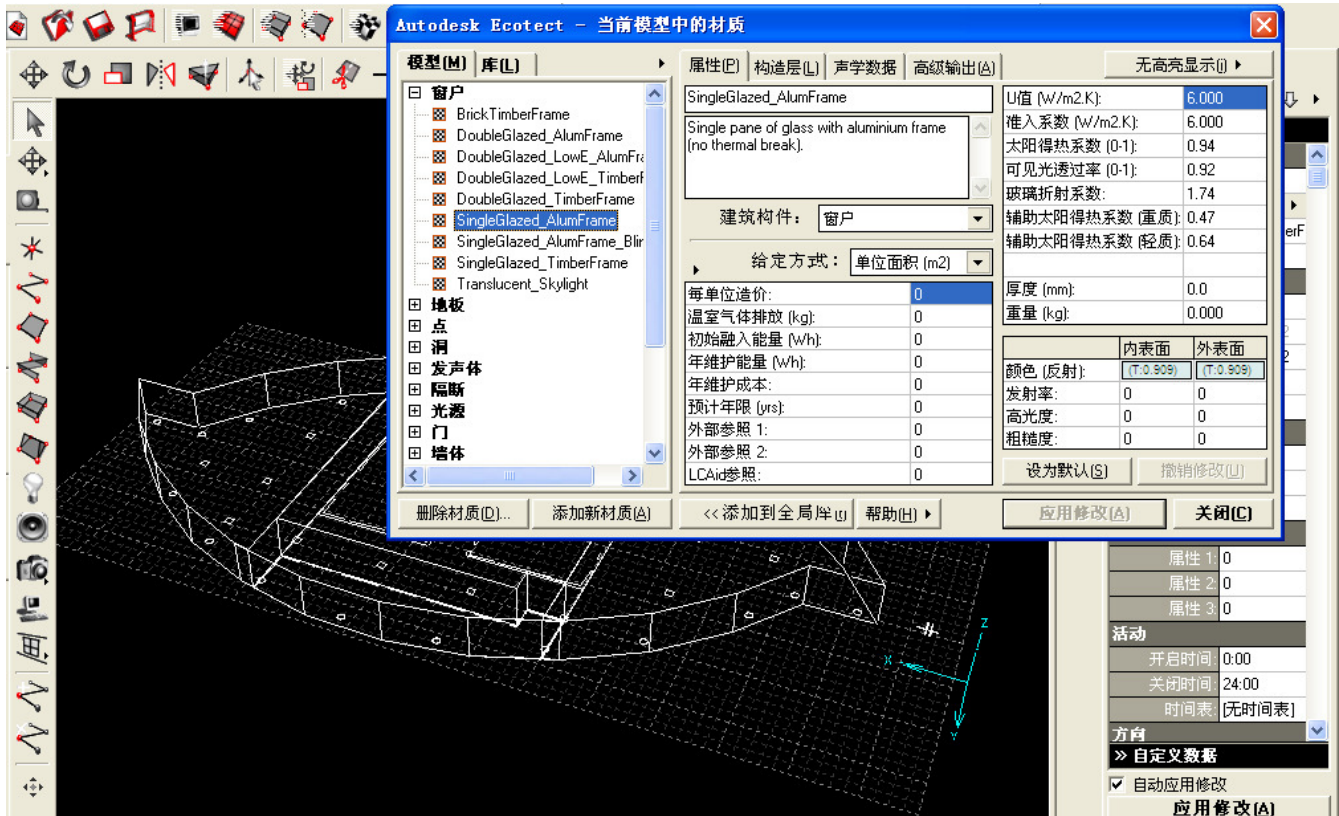 Autodesk Ecotect - 当前模型中的材质
模型(M) 库(L)
属性(P) 构造层(L) 声学数据 高级输出(A) 无高亮显示(I)
窗户
BrickTimberFrame
DoubleGlazed_AlumFrame
DoubleGlazed_LowE_AlumFra
DoubleGlazed_LowE_TimberF
DoubleGlazed_TimberFrame
SingleGlazed_AlumFrame
SingleGlazed_AlumFrame_Blin
SingleGlazed_TimberFrame
Translucent_Skylight
地板
点
洞
发声体
隔断
光源
门
墙体
SingleGlazed_AlumFrame
Single pane of glass with aluminium frame
(no thermal break).
建筑构件: 窗户
给定方式: 单位面积 (m2)
每单位造价: 0
温室气体排放 (kg): 0
初始融入能量 (Wh): 0
年维护能量 (Wh): 0
年维护成本: 0
预计年限 (yrs): 0
外部参照 1: 0
外部参照 2: 0
LCAid参照: 0
U值 (W/m2.K): 6.000
准入系数 (W/m2.K): 6.000
太阳得热系数 (0-1): 0.94
可见光透过率 (0-1): 0.92
玻璃折射系数: 1.74
辅助太阳得热系数 (重质): 0.47
辅助太阳得热系数 (轻质): 0.64
厚度 (mm): 0.0
重量 (kg): 0.000
内表面 外表面
颜色 (反射): (T:0.909) (T:0.909)
发射率: 0 0
高光度: 0 0
粗糙度: 0 0
设为默认(S) 撤销修改(U)
删除材质(D)... 添加新材质(A) <<添加到全局库(I) 帮助(H) 应用修改(A) 关闭(C)
erF
2
2
Z
X
Y
属性 1: 0
属性 2: 0
属性 3: 0
活动
开启时间: 0:00
关闭时间: 24:00
时间表: [无时间表]
方向
» 自定义数据
自动应用修改
应用修改(A)